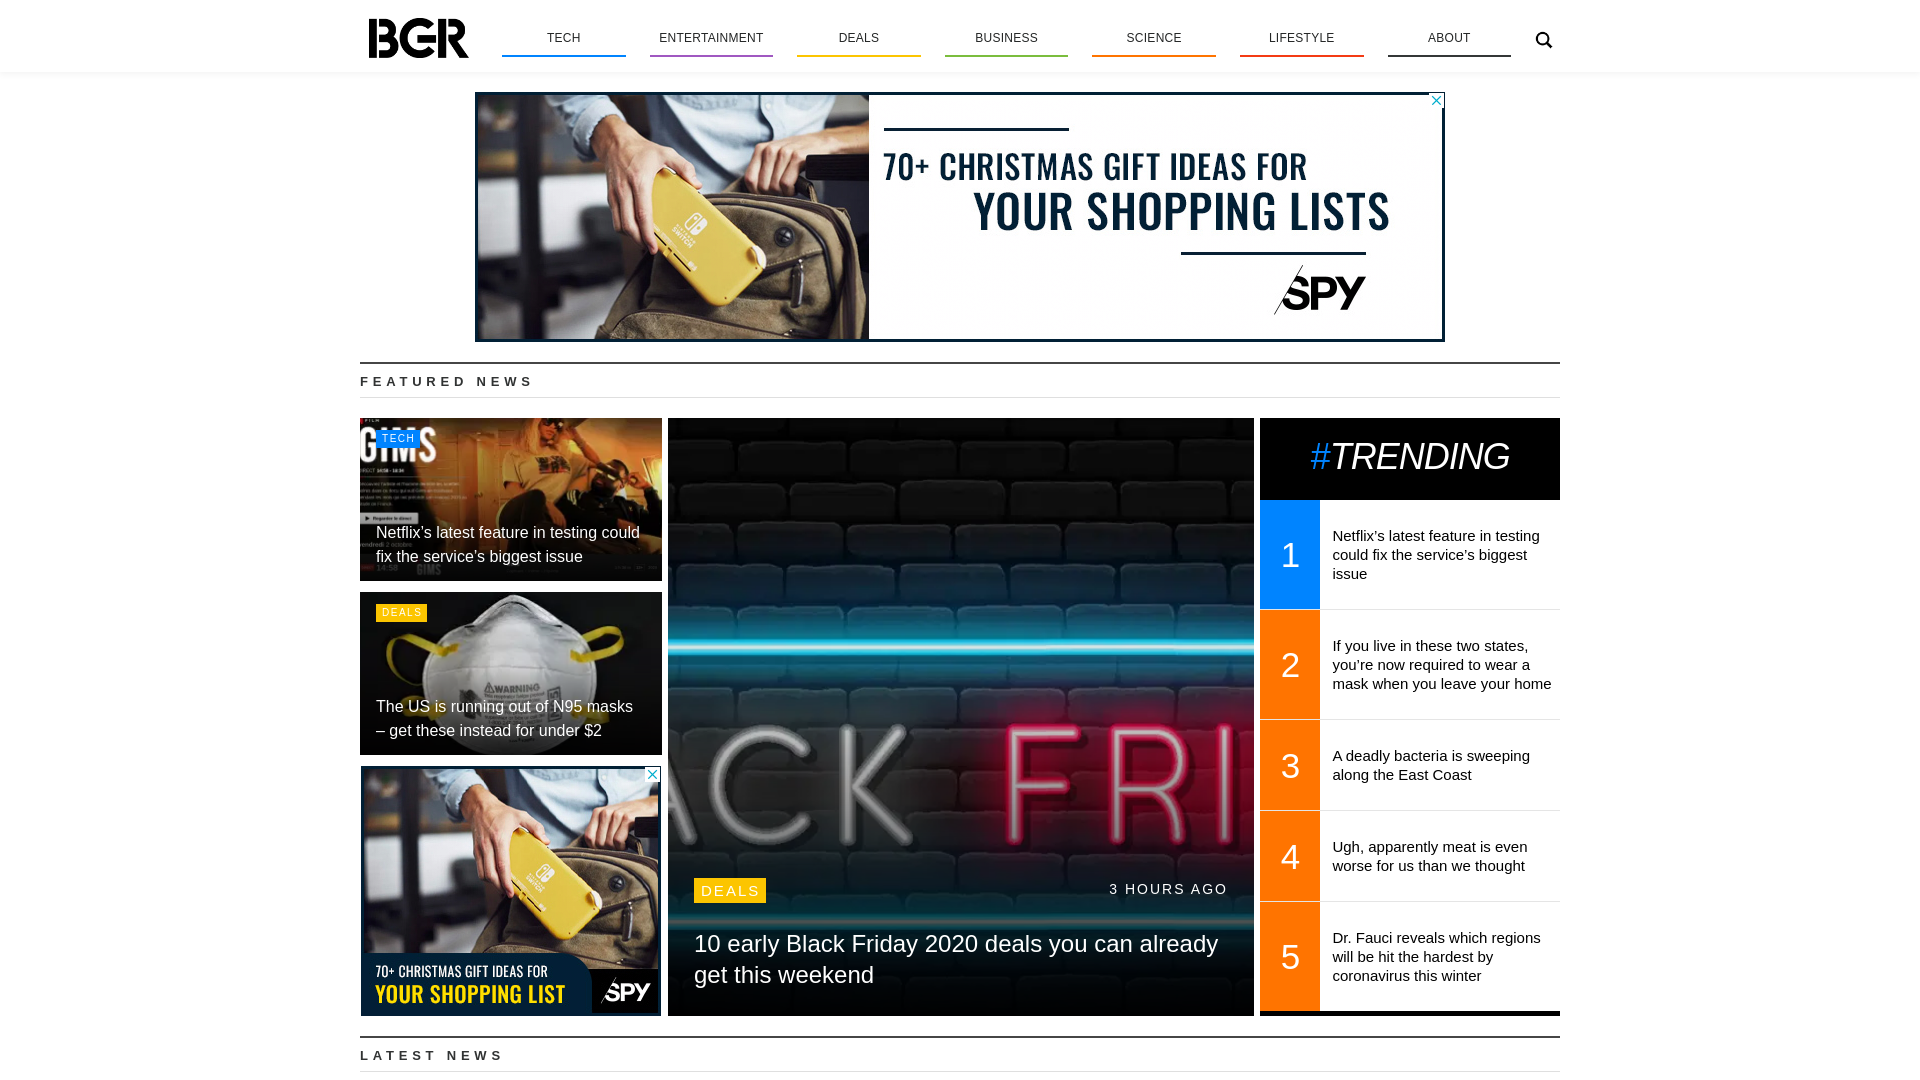 BGR
TECH
ENTERTAINMENT
DEALS
BUSINESS
SCIENCE
LIFESTYLE
ABOUT
70+ CHRISTMAS GIFT IDEAS FOR
YOUR SHOPPING LISTS
SPY
FEATURED NEWS
GIMS
TECH
Netflix’s latest feature in testing could
fix the service’s biggest issue
DEALS
WARNING
The US is running out of N95 masks
– get these instead for under $2
70+ CHRISTMAS GIFT IDEAS FOR
YOUR SHOPPING LIST
SPY
ACK FRI
DEALS
3 HOURS AGO
10 early Black Friday 2020 deals you can already
get this weekend
#TRENDING
1
Netflix’s latest feature in testing
could fix the service’s biggest
issue
2
If you live in these two states,
you’re now required to wear a
mask when you leave your home
3
A deadly bacteria is sweeping
along the East Coast
4
Ugh, apparently meat is even
worse for us than we thought
5
Dr. Fauci reveals which regions
will be hit the hardest by
coronavirus this winter
LATEST NEWS